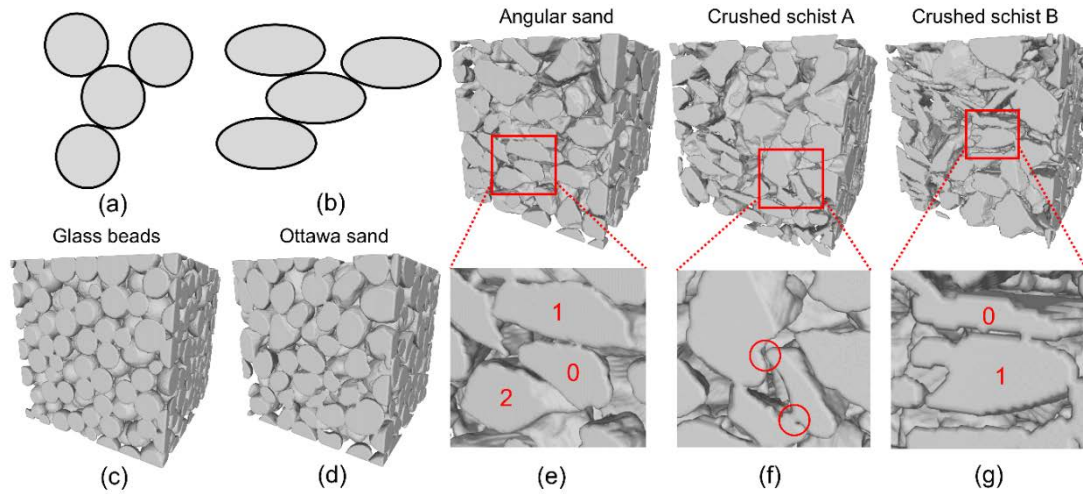 Angular sand
Crushed schist A
Crushed schist B
(a)
(b)
Glass beads
Ottawa sand
1
0
2
0
1
(c)
(d)
(e)
(f)
(g)